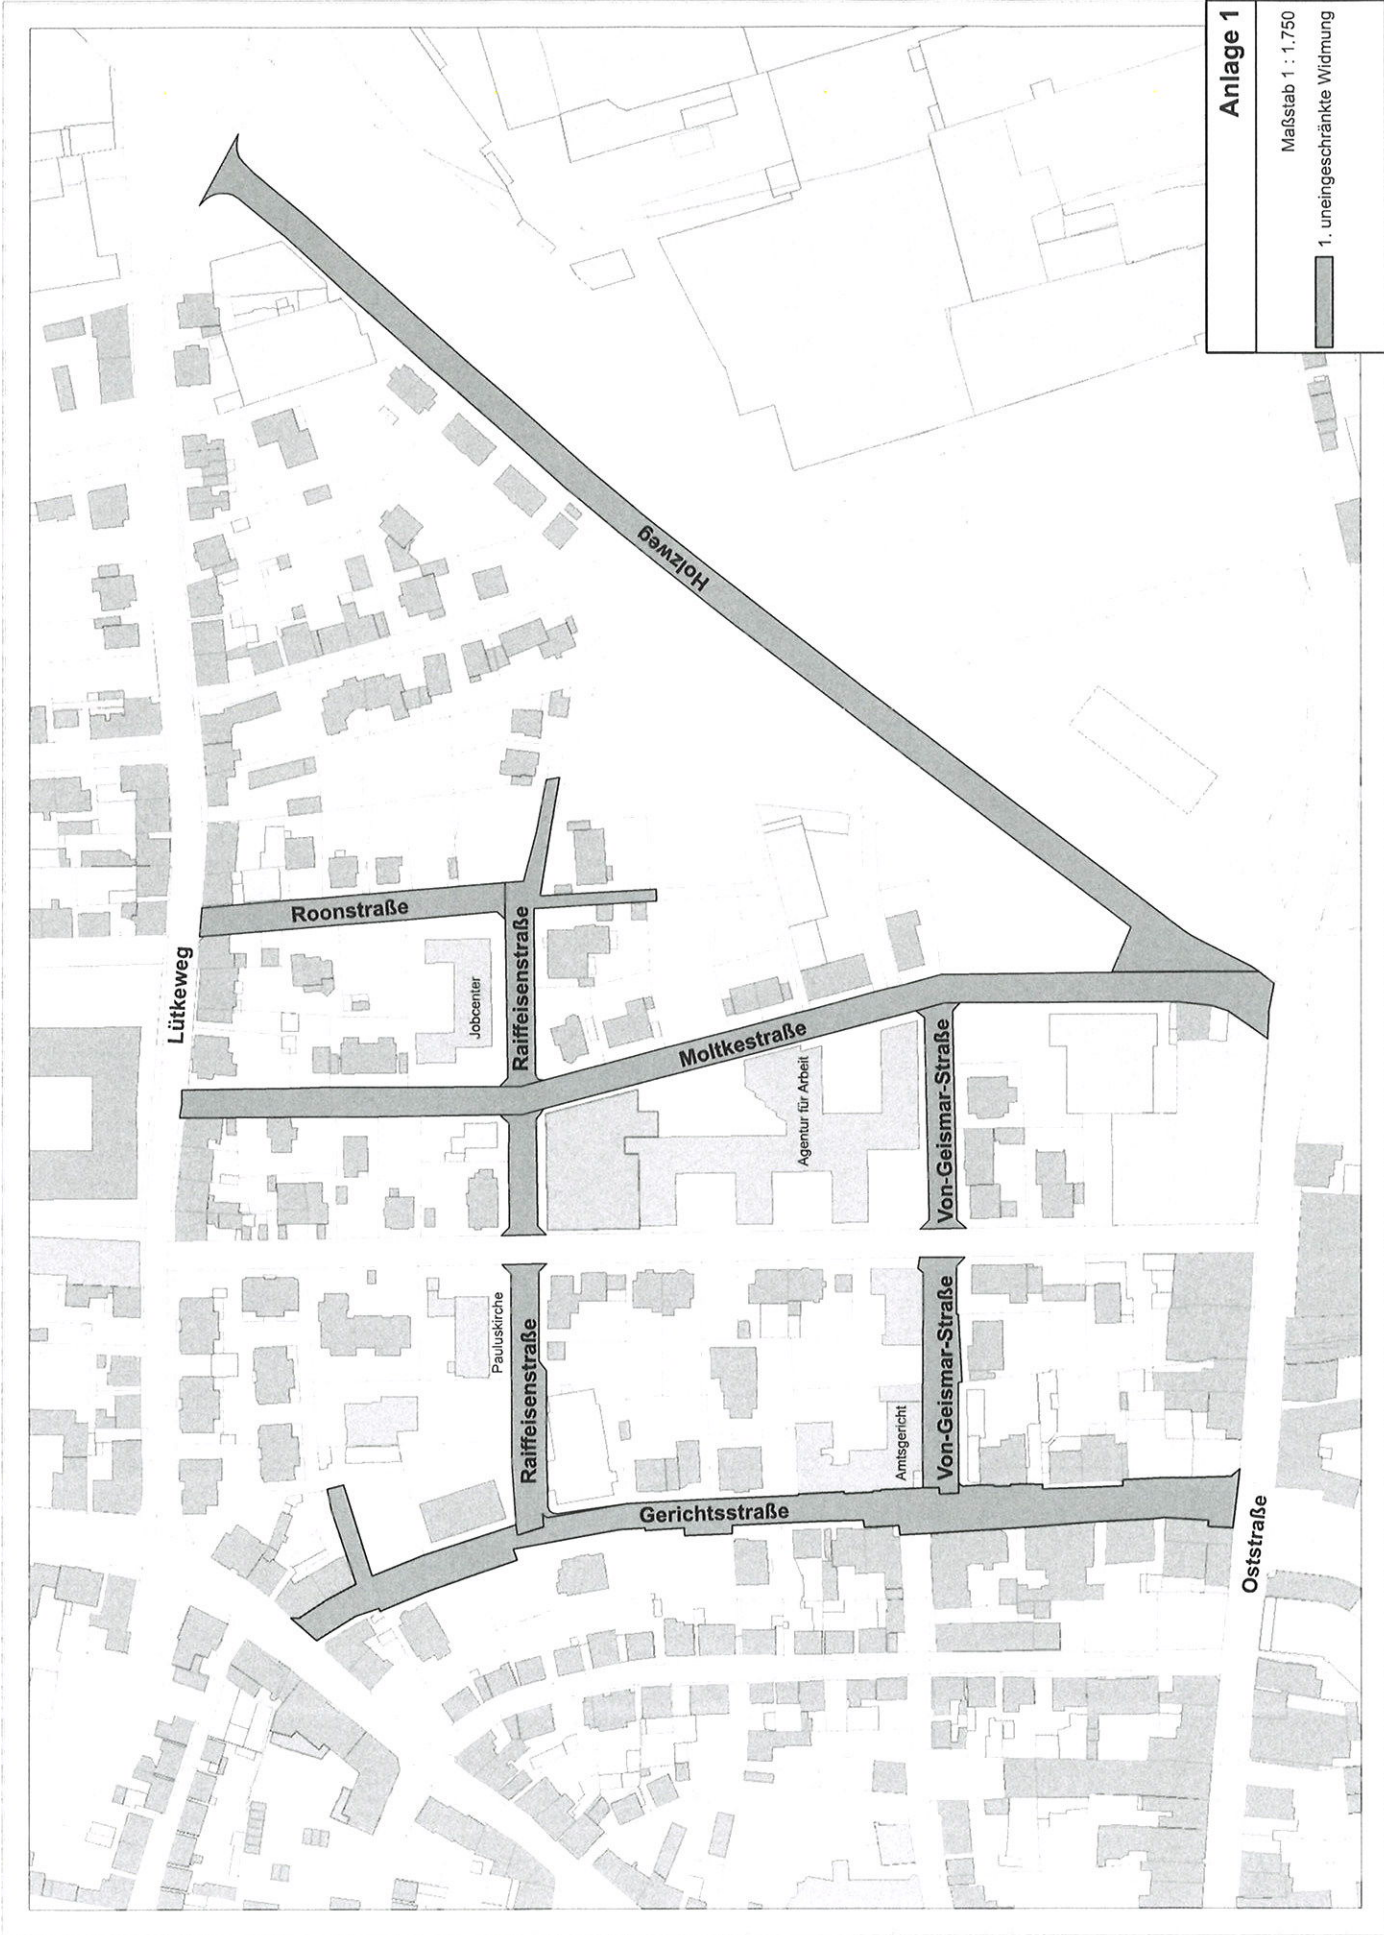 Anlage 1
Maßstab 1 : 1.750
1. uneingeschränkte Widmung
Lütkeweg
Roonstraße
Jobcenter
Raiffeisenstraße
Holzweg
Moltkestraße
Agentur für Arbeit
Von-Geismar-Straße
Pauluskirche
Raiffeisenstraße
Amtsgericht
Von-Geismar-Straße
Gerichtsstraße
Oststraße